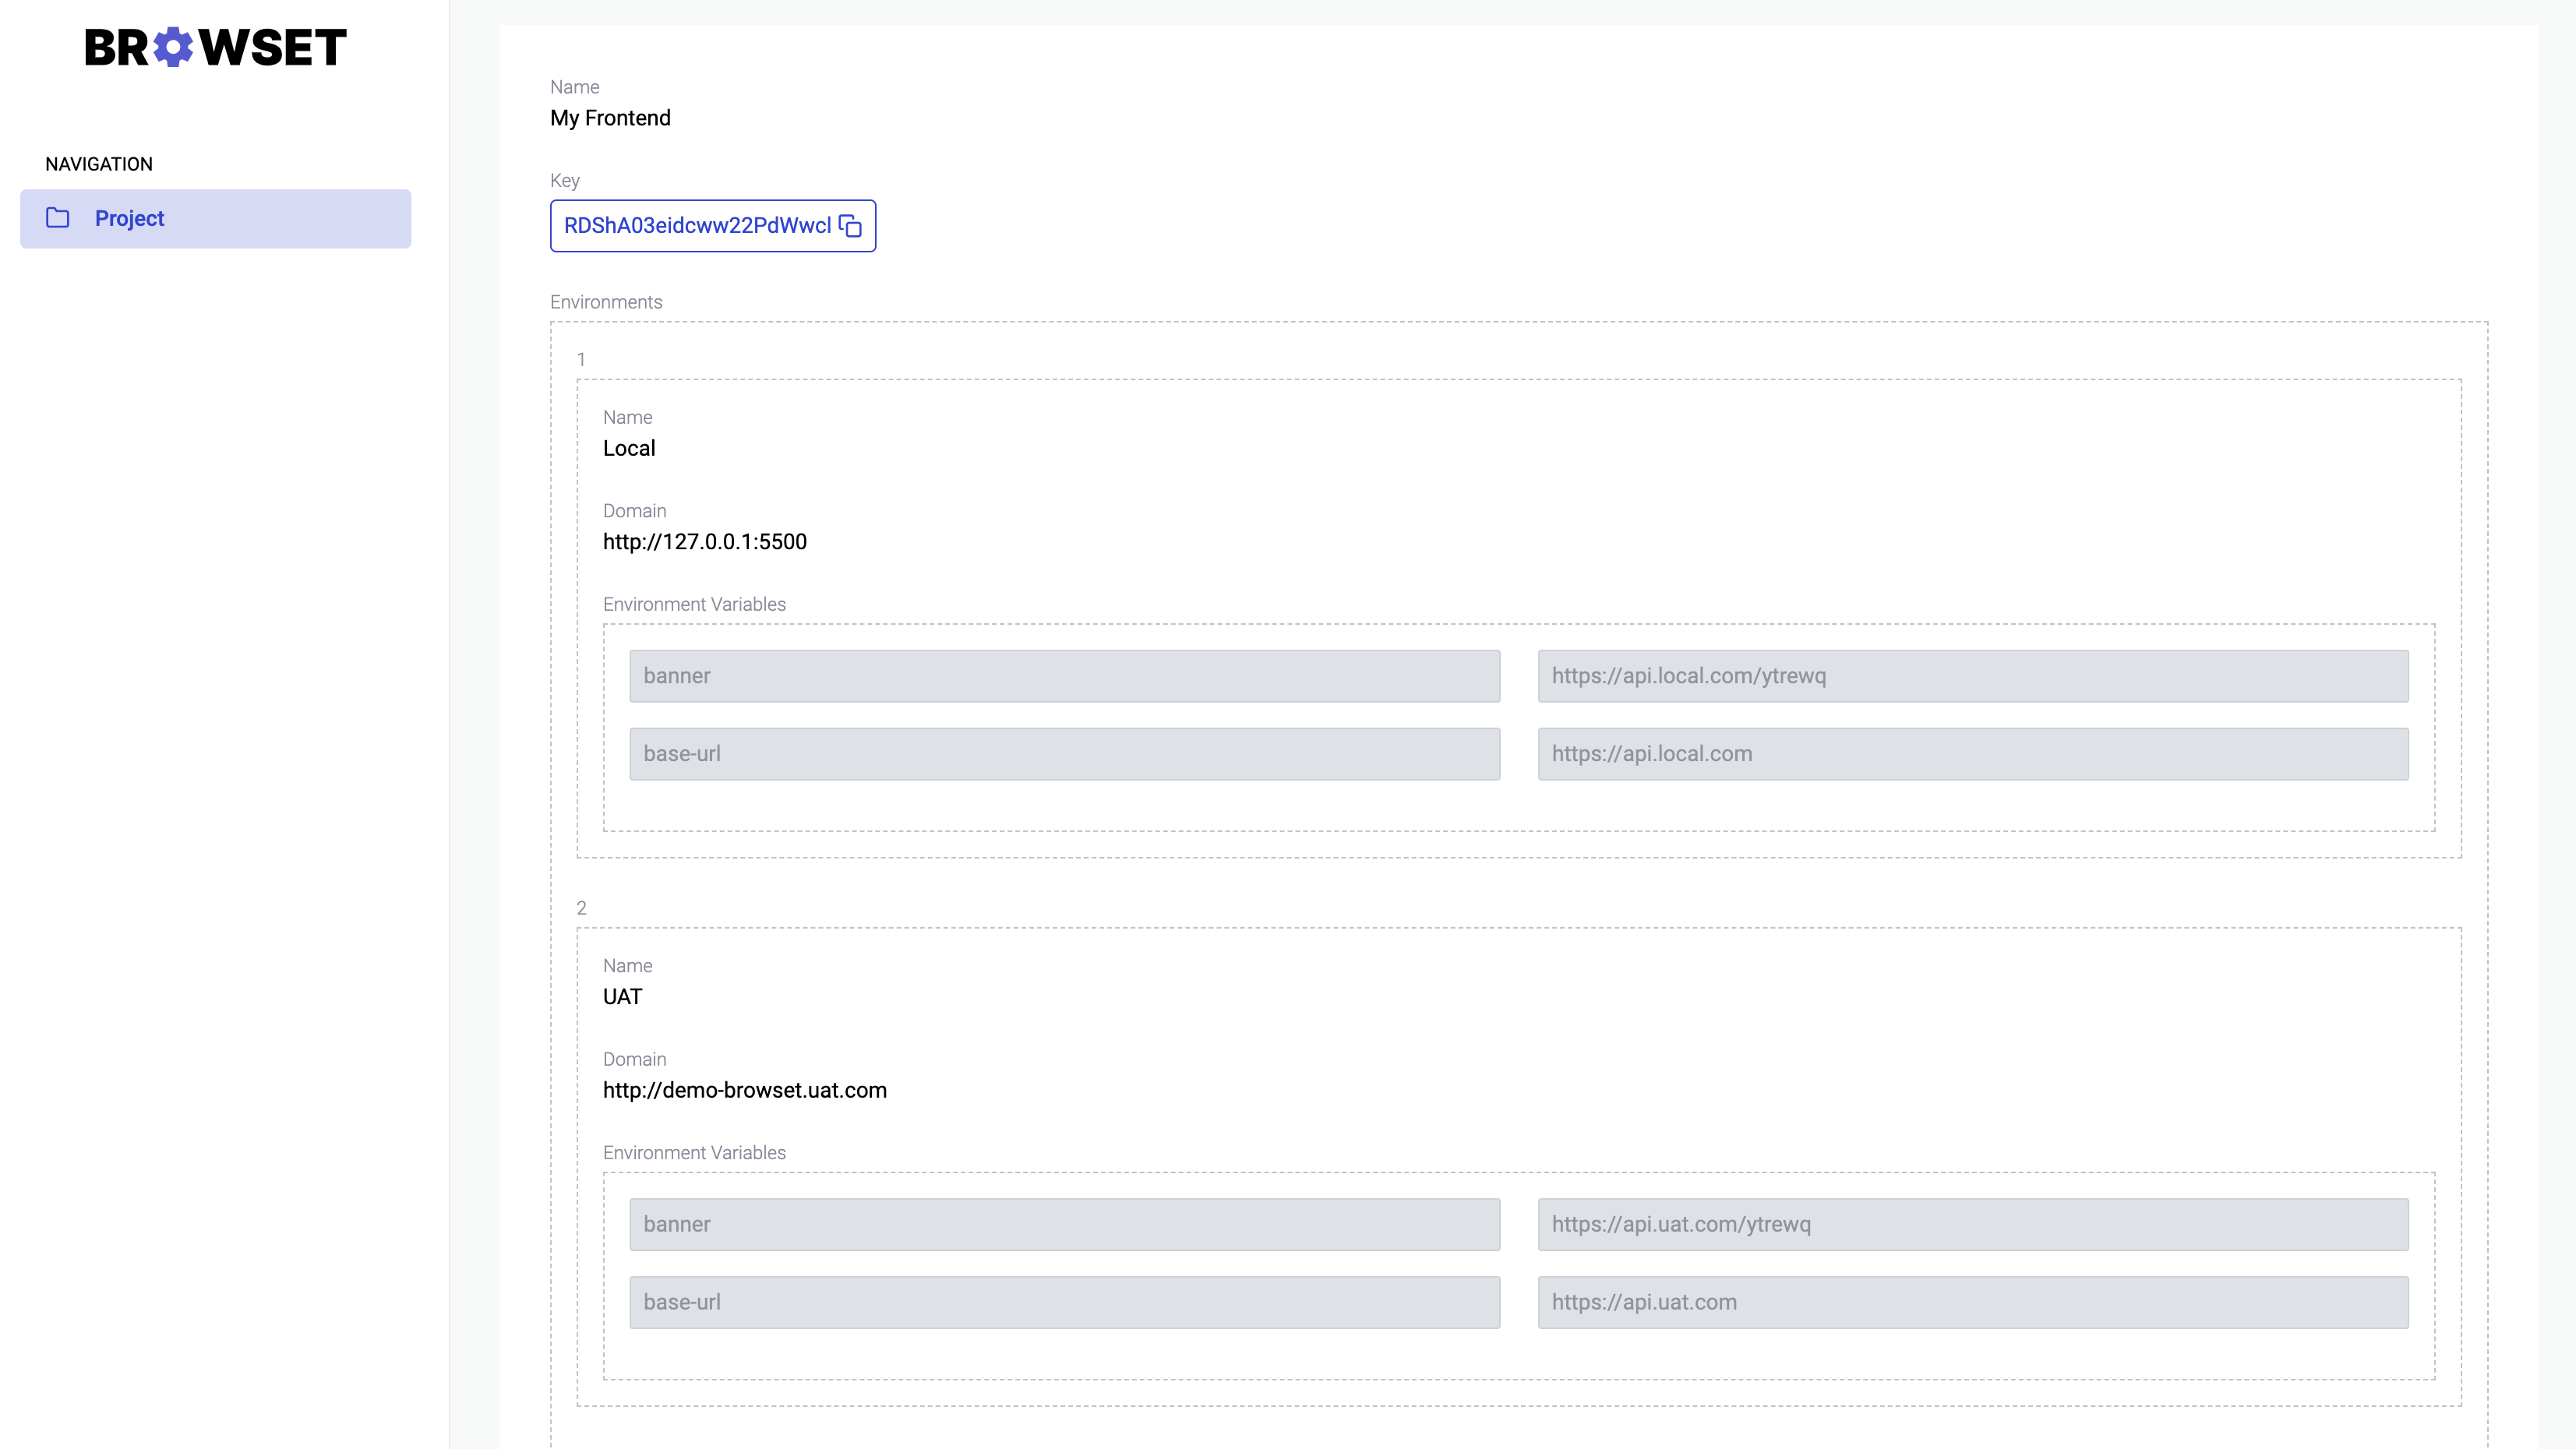 BROWSET
NAVIGATION
Project
Name
My Frontend
Key
RDShA03eidcww22PdWwcl
Environments
1
Name
Local
Domain
http://127.0.0.1:5500
Environment Variables
banner https://api.local.com/ytrewq
base-url https://api.local.com
2
Name
UAT
Domain
http://demo-browset.uat.com
Environment Variables
banner https://api.uat.com/ytrewq
base-url https://api.uat.com